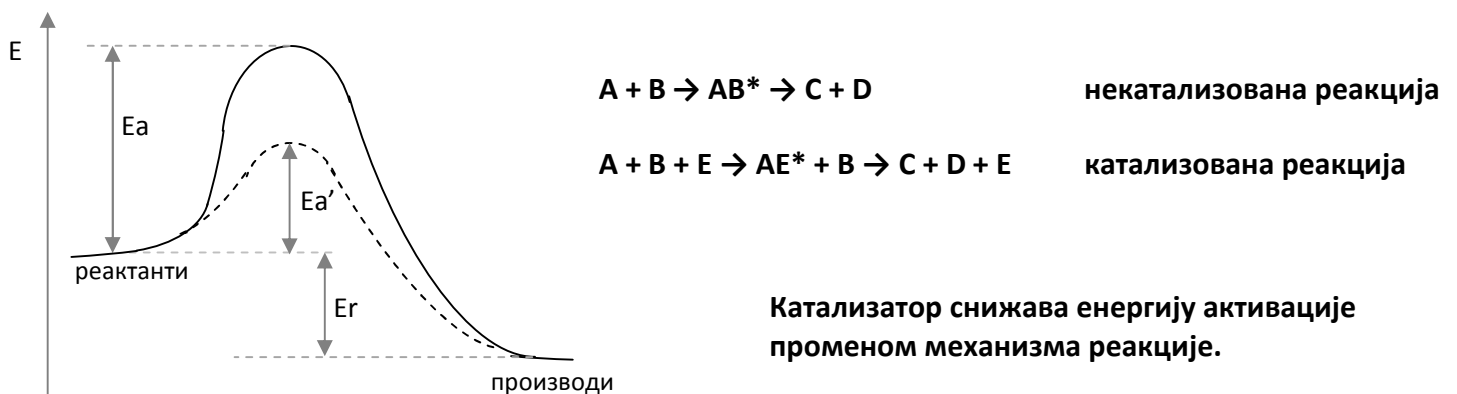 E
Ea
Ea’
реактанти
Er
производи
A + B → AB* → C + D некатализована реакција
A + B + E → AE* + B → C + D + E катализована реакција
Катализатор снижава енергију активације
променом механизма реакције.